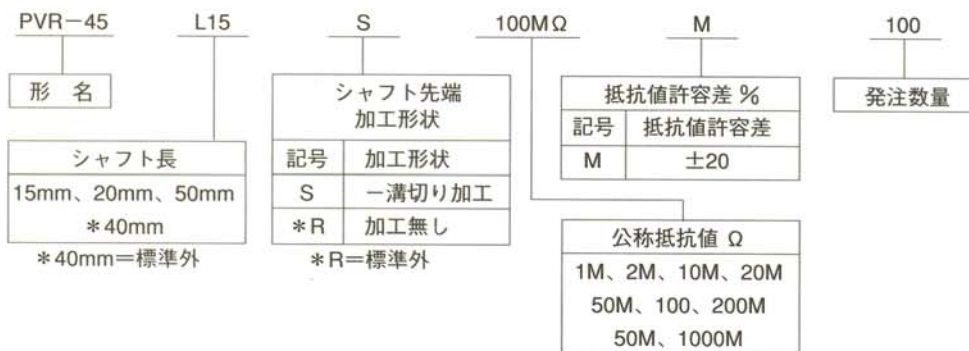 PVR-45 L15 S 100MΩ M 100
形 名
シャフト長
15mm、20mm、50mm
*40mm
*40mm=標準外
シャフト先端
加工形状
記号 加工形状
S −溝切り加工
*R 加工無し
*R=標準外
抵抗値許容差 %
記号 抵抗値許容差
M ±20
公称抵抗値 Ω
1M、2M、10M、20M
50M、100、200M
50M、1000M
発注数量